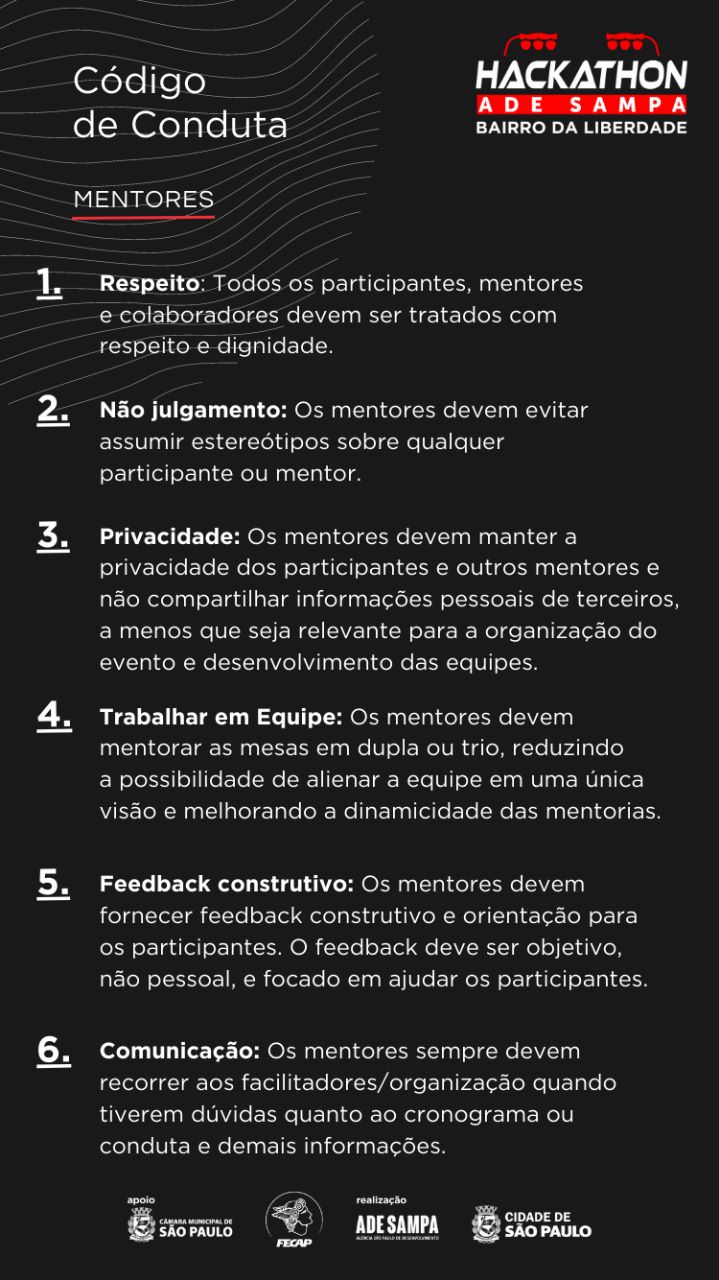 Código
de Conduta
HACKATHON
ADE SAMPA
BAIRRO DA LIBERDADE
MENTORES
1. Respeito: Todos os participantes, mentores
e colaboradores devem ser tratados com
respeito e dignidade.
2. Não julgamento: Os mentores devem evitar
assumir estereótipos sobre qualquer
participante ou mentor.
3. Privacidade: Os mentores devem manter a
privacidade dos participantes e outros mentores e
não compartilhar informações pessoais de terceiros,
a menos que seja relevante para a organização do
evento e desenvolvimento das equipes.
4. Trabalhar em Equipe: Os mentores devem
mentorar as mesas em dupla ou trio, reduzindo
a possibilidade de alienar a equipe em uma única
visão e melhorando a dinamicidade das mentorias.
5. Feedback construtivo: Os mentores devem
fornecer feedback construtivo e orientação para
os participantes. O feedback deve ser objetivo,
não pessoal, e focado em ajudar os participantes.
6. Comunicação: Os mentores sempre devem
recorrer aos facilitadores/organização quando
tiverem dúvidas quanto ao cronograma ou
conduta e demais informações.
apoio
CÂMARA MUNICIPAL DE
SÃO PAULO
FECAP
realização
ADE SAMPA
AGÊNCIA SÃO PAULO DE DESENVOLVIMENTO
CIDADE DE
SÃO PAULO